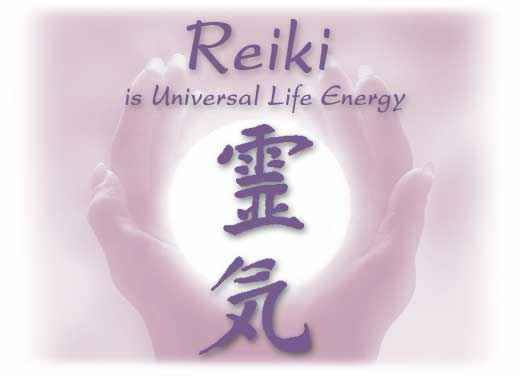 Reiki
is Universal Life Energy
霊
気